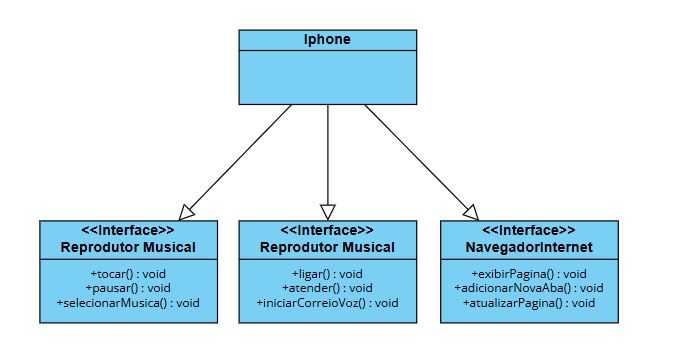 Iphone
<<Interface>>
Reprodutor Musical
+tocar() : void
+pausar() : void
+selecionarMusica() : void
<<Interface>>
Reprodutor Musical
+ligar() : void
+atender() : void
+iniciarCorreioVoz() : void
<<Interface>>
NavegadorInternet
+exibirPagina() : void
+adicionarNovaAba() : void
+atualizarPagina() : void